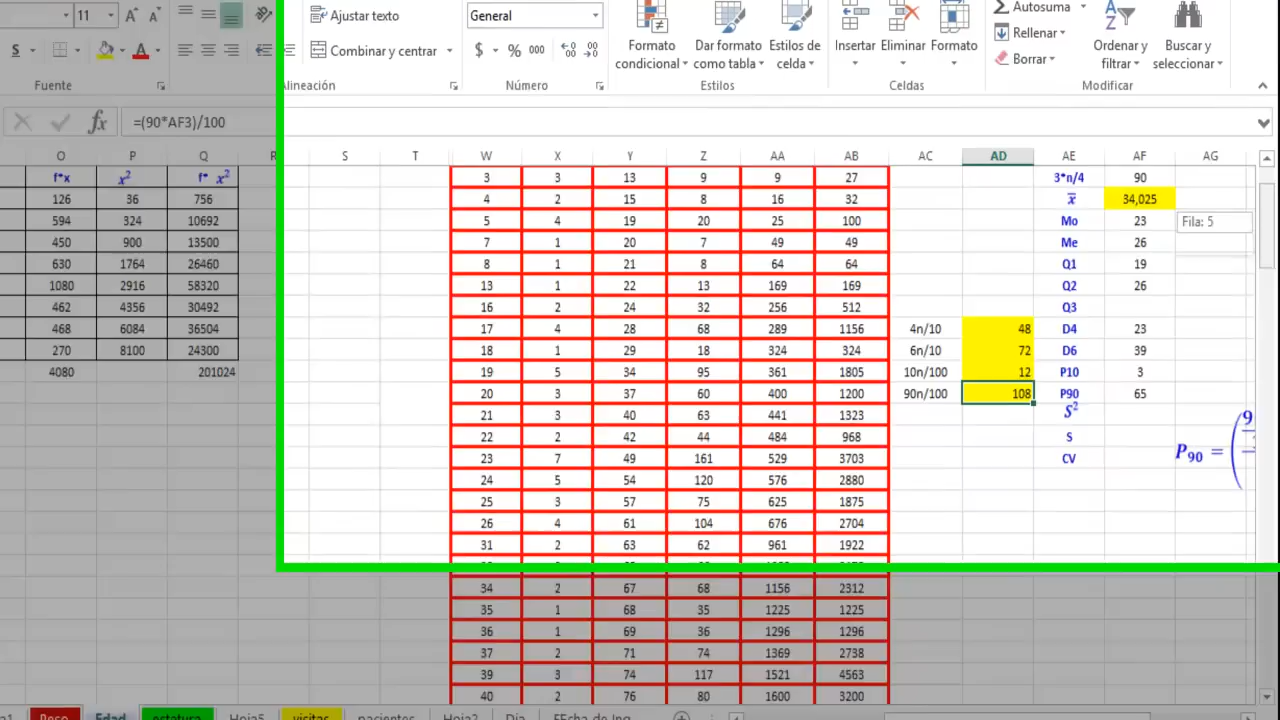 11
Ajustar texto
General
Autosuma
Rellenar
Borrar
S
A
Combinar y centrar
$ % 000
Formato condicional
Dar formato como tabla
Estilos de celda
Insertar
Eliminar
Formato
Ordenar y filtrar
Buscar y seleccionar
Fuente
Alineación
Número
Estilos
Celdas
Modificar
fx =(90*AF3)/100
O P Q R S T W X Y Z AA AB AC AD AE AF AG
f*x x² f* x² 3 3 13 9 9 27 3*n/4 90
126 36 756 4 2 15 8 16 32 x̅ 34,025
594 324 10692 5 4 19 20 25 100 Mo 23 Fila: 5
450 900 13500 7 1 20 7 49 49 Me 26
630 1764 26460 8 1 21 8 64 64 Q1 19
1080 2916 58320 13 1 22 13 169 169 Q2 26
462 4356 30492 16 2 24 32 256 512 Q3
468 6084 36504 17 4 28 68 289 1156 4n/10 48 D4 23
270 8100 24300 18 1 29 18 324 324 6n/10 72 D6 39
4080 201024 19 5 34 95 361 1805 10n/100 12 P10 3
20 3 37 60 400 1200 90n/100 108 P90 65
21 3 40 63 441 1323 S²
22 2 42 44 484 968 S
23 7 49 161 529 3703 CV
P90 = ( 9
24 5 54 120 576 2880
25 3 57 75 625 1875
26 4 61 104 676 2704
31 2 63 62 961 1922
34 2 67 68 1156 2312
35 1 68 35 1225 1225
36 1 69 36 1296 1296
37 2 71 74 1369 2738
39 3 74 117 1521 4563
40 2 76 80 1600 3200
Peso Edad estatura Hoja5 visitas pacientes Hoja2 Dia FEcha de Ing